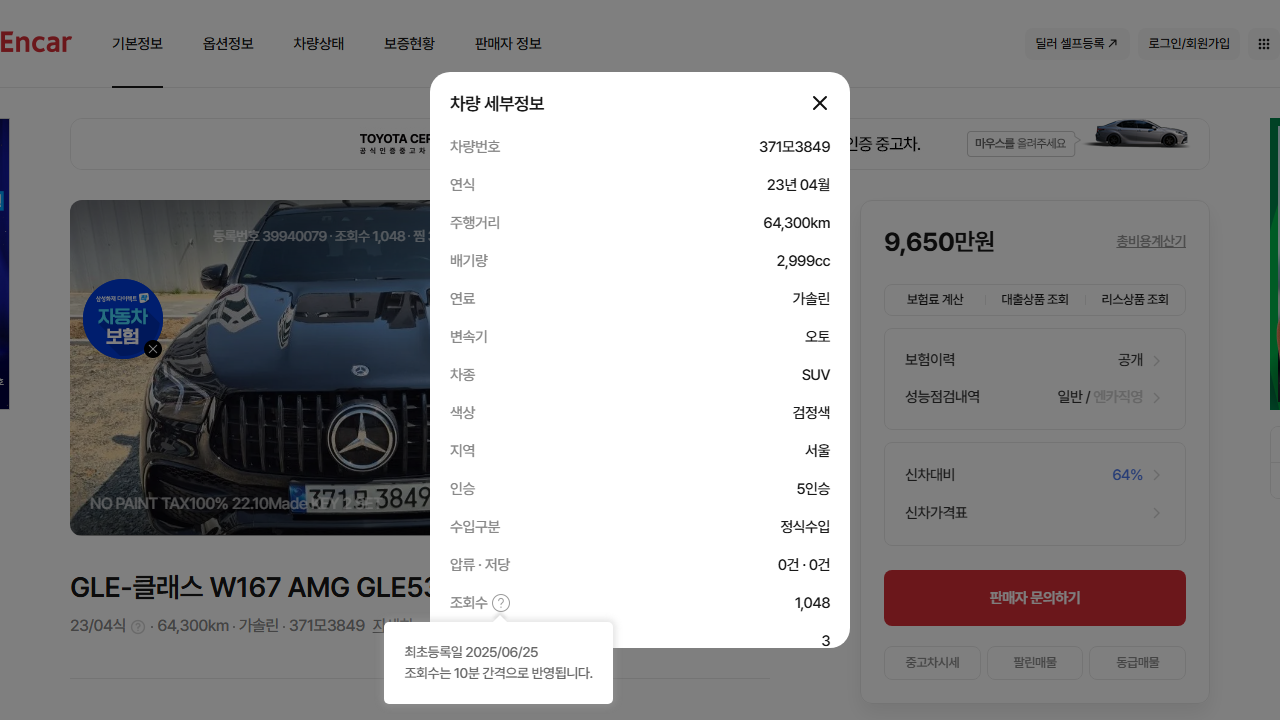 Encar
기본정보
옵션정보
차량상태
보증현황
판매자 정보
딜러 셀프등록
로그인/회원가입
차량 세부정보
차량번호 371모3849
연식 23년 04월
주행거리 64,300km
배기량 2,999cc
연료 가솔린
변속기 오토
차종 SUV
색상 검정색
지역 서울
인승 5인승
수입구분 정식수입
압류 · 저당 0건 · 0건
조회수 ? 1,048
3
최초등록일 2025/06/25
조회수는 10분 간격으로 반영됩니다.
TOYOTA CER
공식인증중고차
인증 중고차.
마우스를 올려주세요
등록번호 39940079 · 조회수 1,048 · 찜
삼성화재 다이렉트
자동차
보험
371모3849
NO PAINT TAX100% 22.10Made KEY 2 SET
GLE-클래스 W167 AMG GLE53
23/04식 ? · 64,300km · 가솔린 · 371모3849
9,650만원
총비용계산기
보험료 계산
대출상품 조회
리스상품 조회
보험이력 공개
성능점검내역 일반 / 엔카직영
신차대비 64%
신차가격표
판매자 문의하기
중고차시세
팔린매물
동급매물